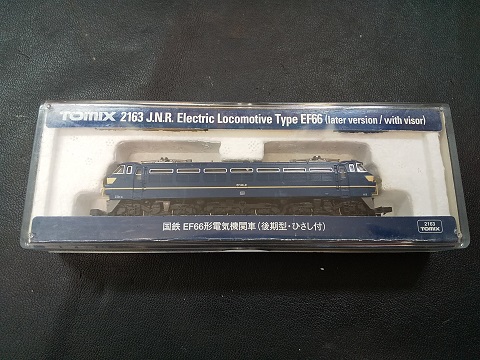 TOMIX 2163 J.N.R. Electric Locomotive Type EF66 (later version / with visor)
国鉄 EF66形電気機関車(後期型・ひさし付)
2163
TOMIX